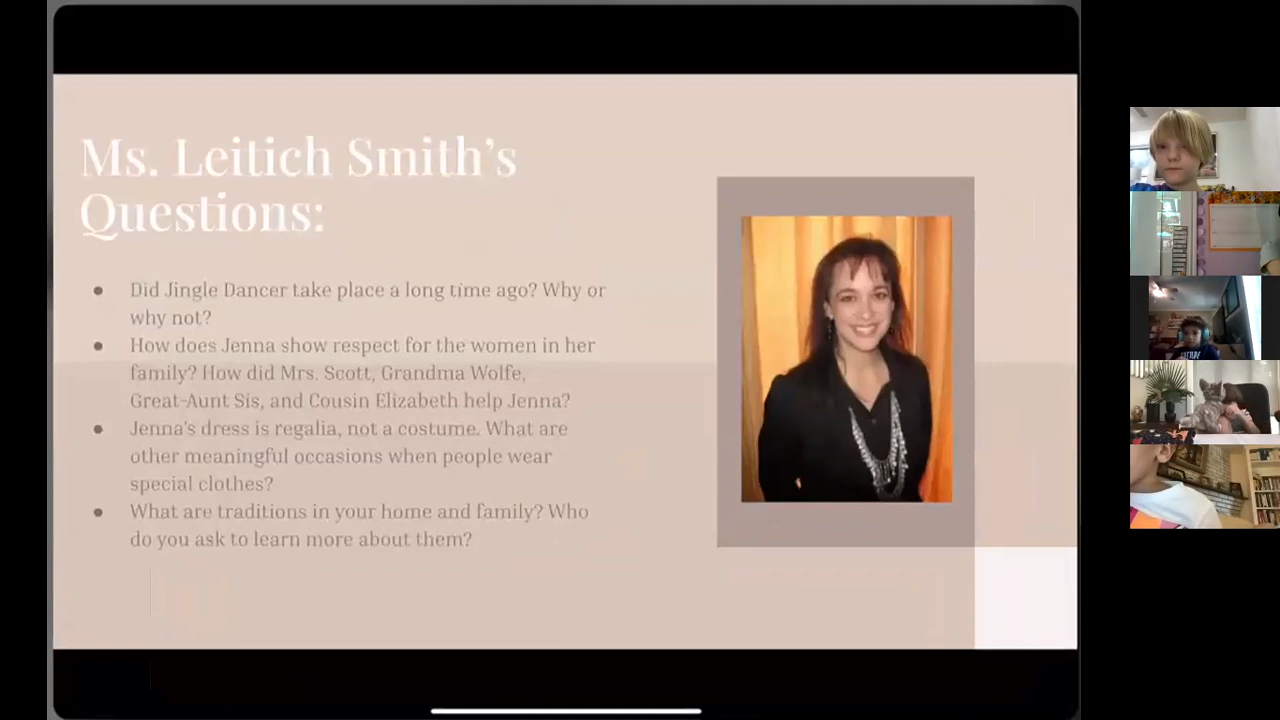 Ms. Leitich Smith’s
Questions:
● Did Jingle Dancer take place a long time ago? Why or
why not?
● How does Jenna show respect for the women in her
family? How did Mrs. Scott, Grandma Wolfe,
Great-Aunt Sis, and Cousin Elizabeth help Jenna?
● Jenna's dress is regalia, not a costume. What are
other meaningful occasions when people wear
special clothes?
● What are traditions in your home and family? Who
do you ask to learn more about them?